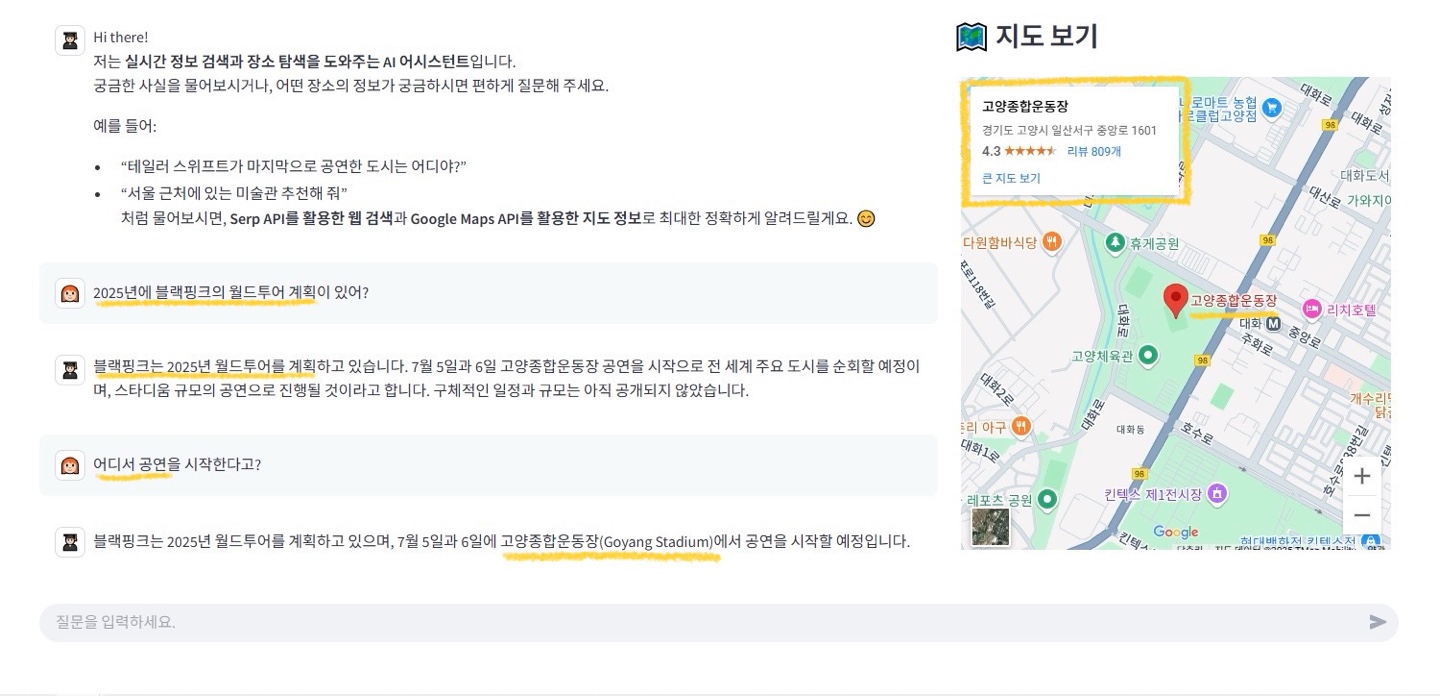 Hi there!
저는 실시간 정보 검색과 장소 탐색을 도와주는 AI 어시스턴트입니다.
궁금한 사실을 물어보시거나, 어떤 장소의 정보가 궁금하시면 편하게 질문해 주세요.
예를 들어:
• “테일러 스위프트가 마지막으로 공연한 도시는 어디야?”
• “서울 근처에 있는 미술관 추천해 줘”
처럼 물어보시면, Serp API를 활용한 웹 검색과 Google Maps API를 활용한 지도 정보로 최대한 정확하게 알려드릴게요. 😊
2025년에 블랙핑크의 월드투어 계획이 있어?
블랙핑크는 2025년 월드투어를 계획하고 있습니다. 7월 5일과 6일 고양종합운동장 공연을 시작으로 전 세계 주요 도시를 순회할 예정이
며, 스타디움 규모의 공연으로 진행될 것이라고 합니다. 구체적인 일정과 규모는 아직 공개되지 않았습니다.
어디서 공연을 시작한다고?
블랙핑크는 2025년 월드투어를 계획하고 있으며, 7월 5일과 6일에 고양종합운동장(Goyang Stadium)에서 공연을 시작할 예정입니다.
질문을 입력하세요.
지도 보기
고양종합운동장
경기도 고양시 일산서구 중앙로 1601
4.3 ★★★★★ 리뷰 809개
큰 지도 보기
로마트 농협
로클럽고양점
대화로
98
대화로
대화도서
대산로
가와지
98
다원함바식당
휴게공원
로118번길
대화로
고양종합운동장
리치호텔
대화 M
중앙로
주화로
고양체육관
98
대화2로
개수리막
닭
리 아구
대화로
대화동
호수로
대화1로
98
킨텍스 제1전시장
레포츠 공원
+
−
Google
킨텍스
현대백화점 킨텍스점